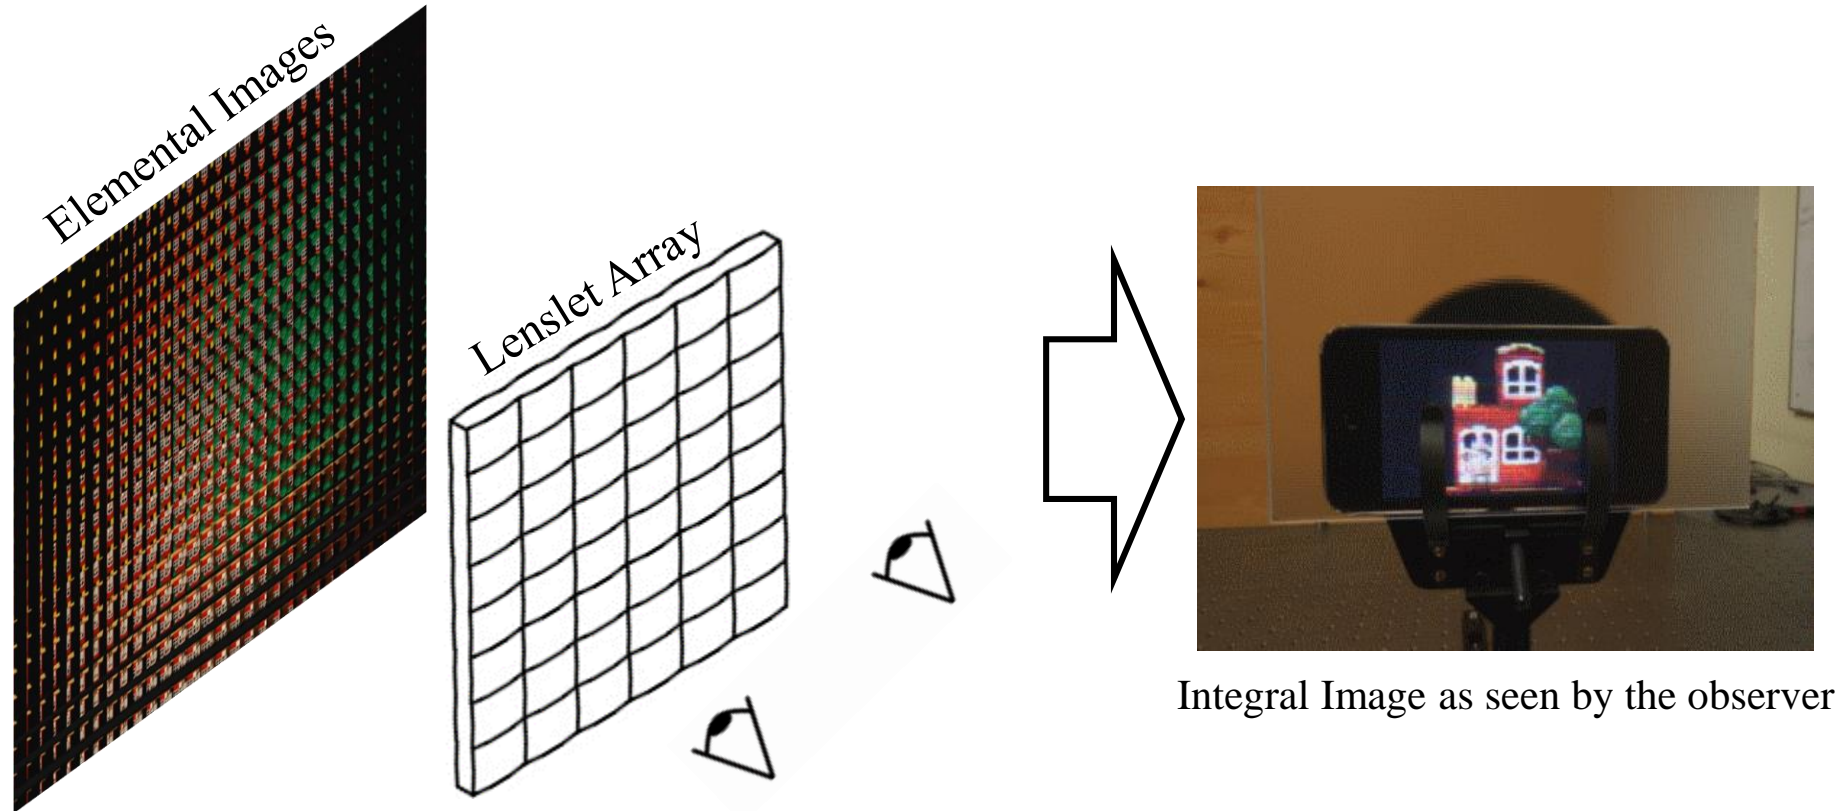 Elemental Images
Lenslet Array
Integral Image as seen by the observer